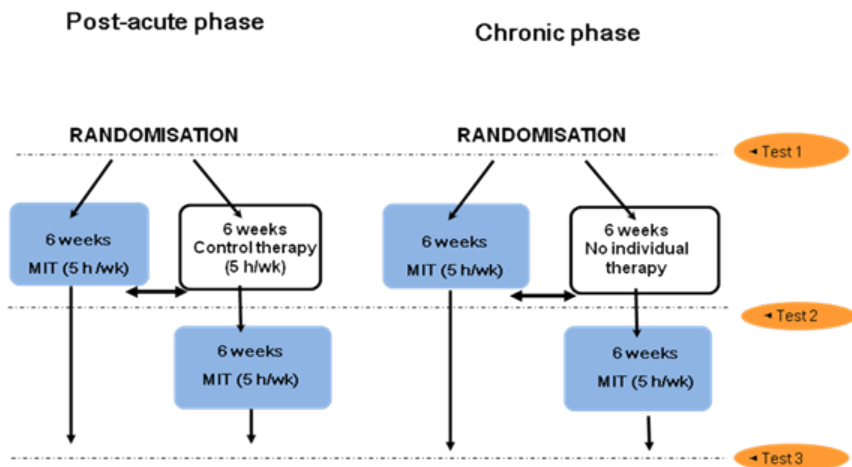 Post-acute phase
Chronic phase
RANDOMISATION
RANDOMISATION
◄ Test 1
6 weeks
MIT (5 h/wk)
6 weeks
Control therapy
(5 h/wk)
6 weeks
MIT (5 h/wk)
6 weeks
No individual
therapy
◄ Test 2
6 weeks
MIT (5 h/wk)
6 weeks
MIT (5 h/wk)
◄ Test 3